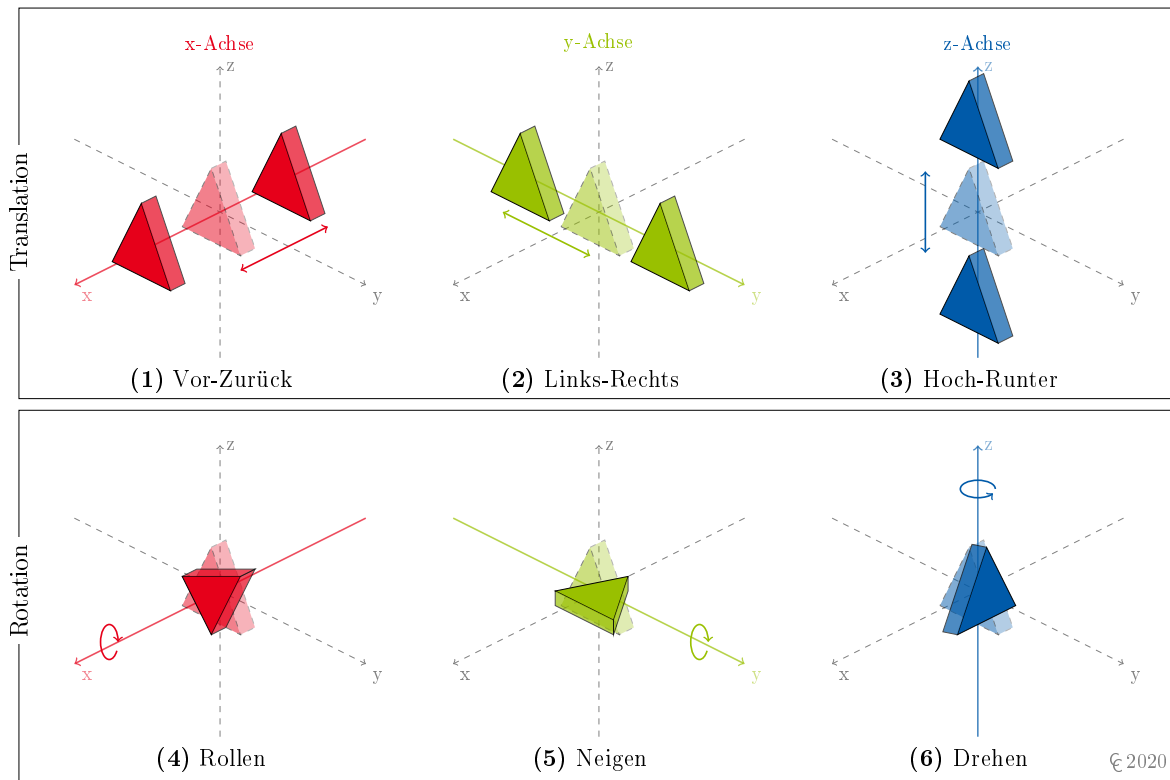 x-Achse
y-Achse
z-Achse
z
x
y
z
x
y
z
x
y
Translation
(1) Vor-Zurück
(2) Links-Rechts
(3) Hoch-Runter
z
x
y
z
x
y
z
x
y
Rotation
(4) Rollen
(5) Neigen
(6) Drehen
2020